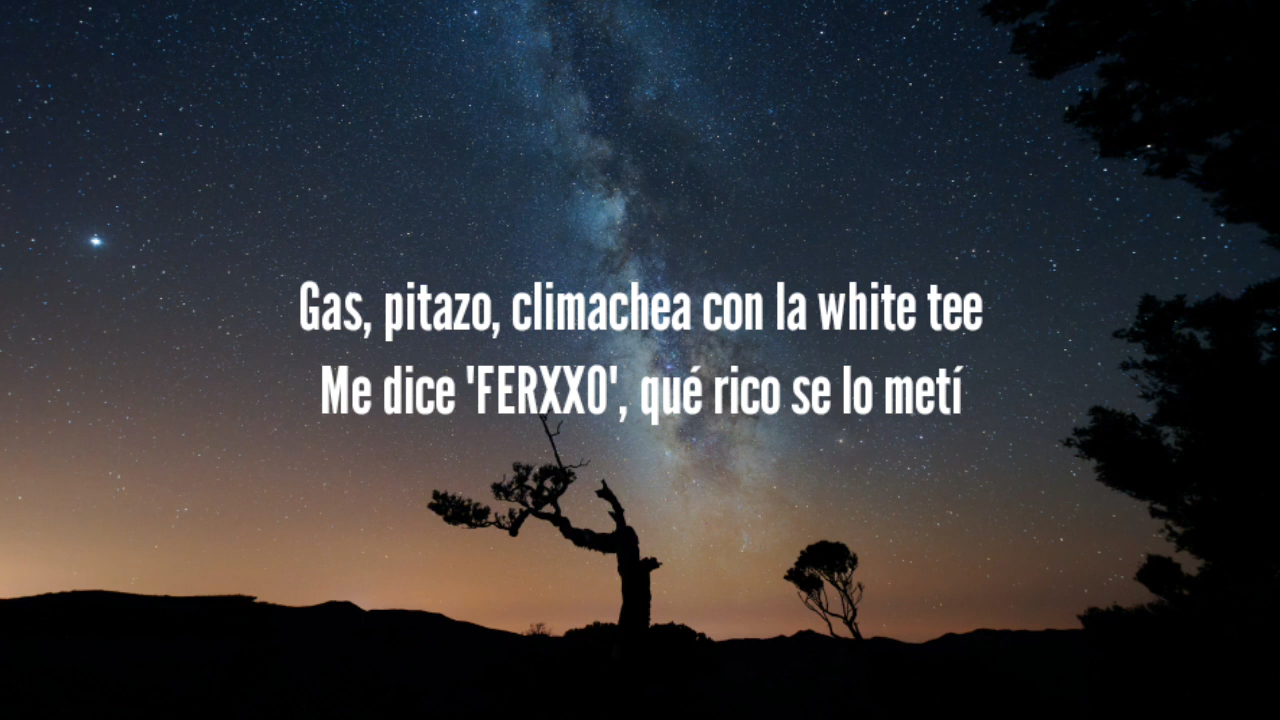 Gas, pitazo, climachea con la white tee
Me dice 'FERXXO', qué rico se lo metí